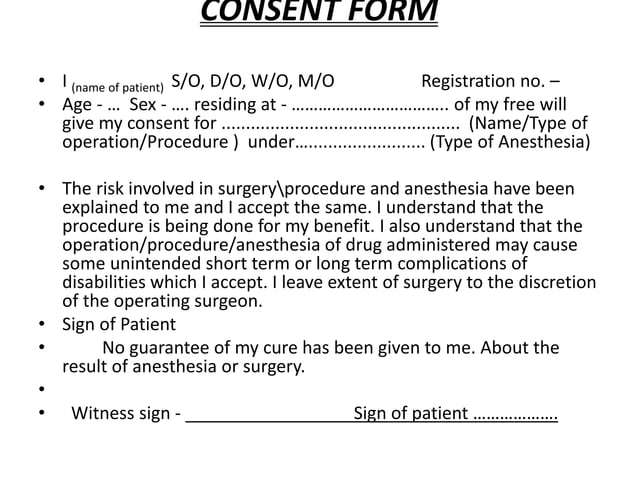 CONSENT FORM
• I (name of patient) S/O, D/O, W/O, M/O Registration no. –
• Age - … Sex - …. residing at - …………………………….. of my free will
give my consent for ................................................. (Name/Type of
operation/Procedure ) under…........................ (Type of Anesthesia)
• The risk involved in surgery\procedure and anesthesia have been
explained to me and I accept the same. I understand that the
procedure is being done for my benefit. I also understand that the
operation/procedure/anesthesia of drug administered may cause
some unintended short term or long term complications of
disabilities which I accept. I leave extent of surgery to the discretion
of the operating surgeon.
• Sign of Patient
• No guarantee of my cure has been given to me. About the
result of anesthesia or surgery.
•
• Witness sign - __________________ Sign of patient ……………….